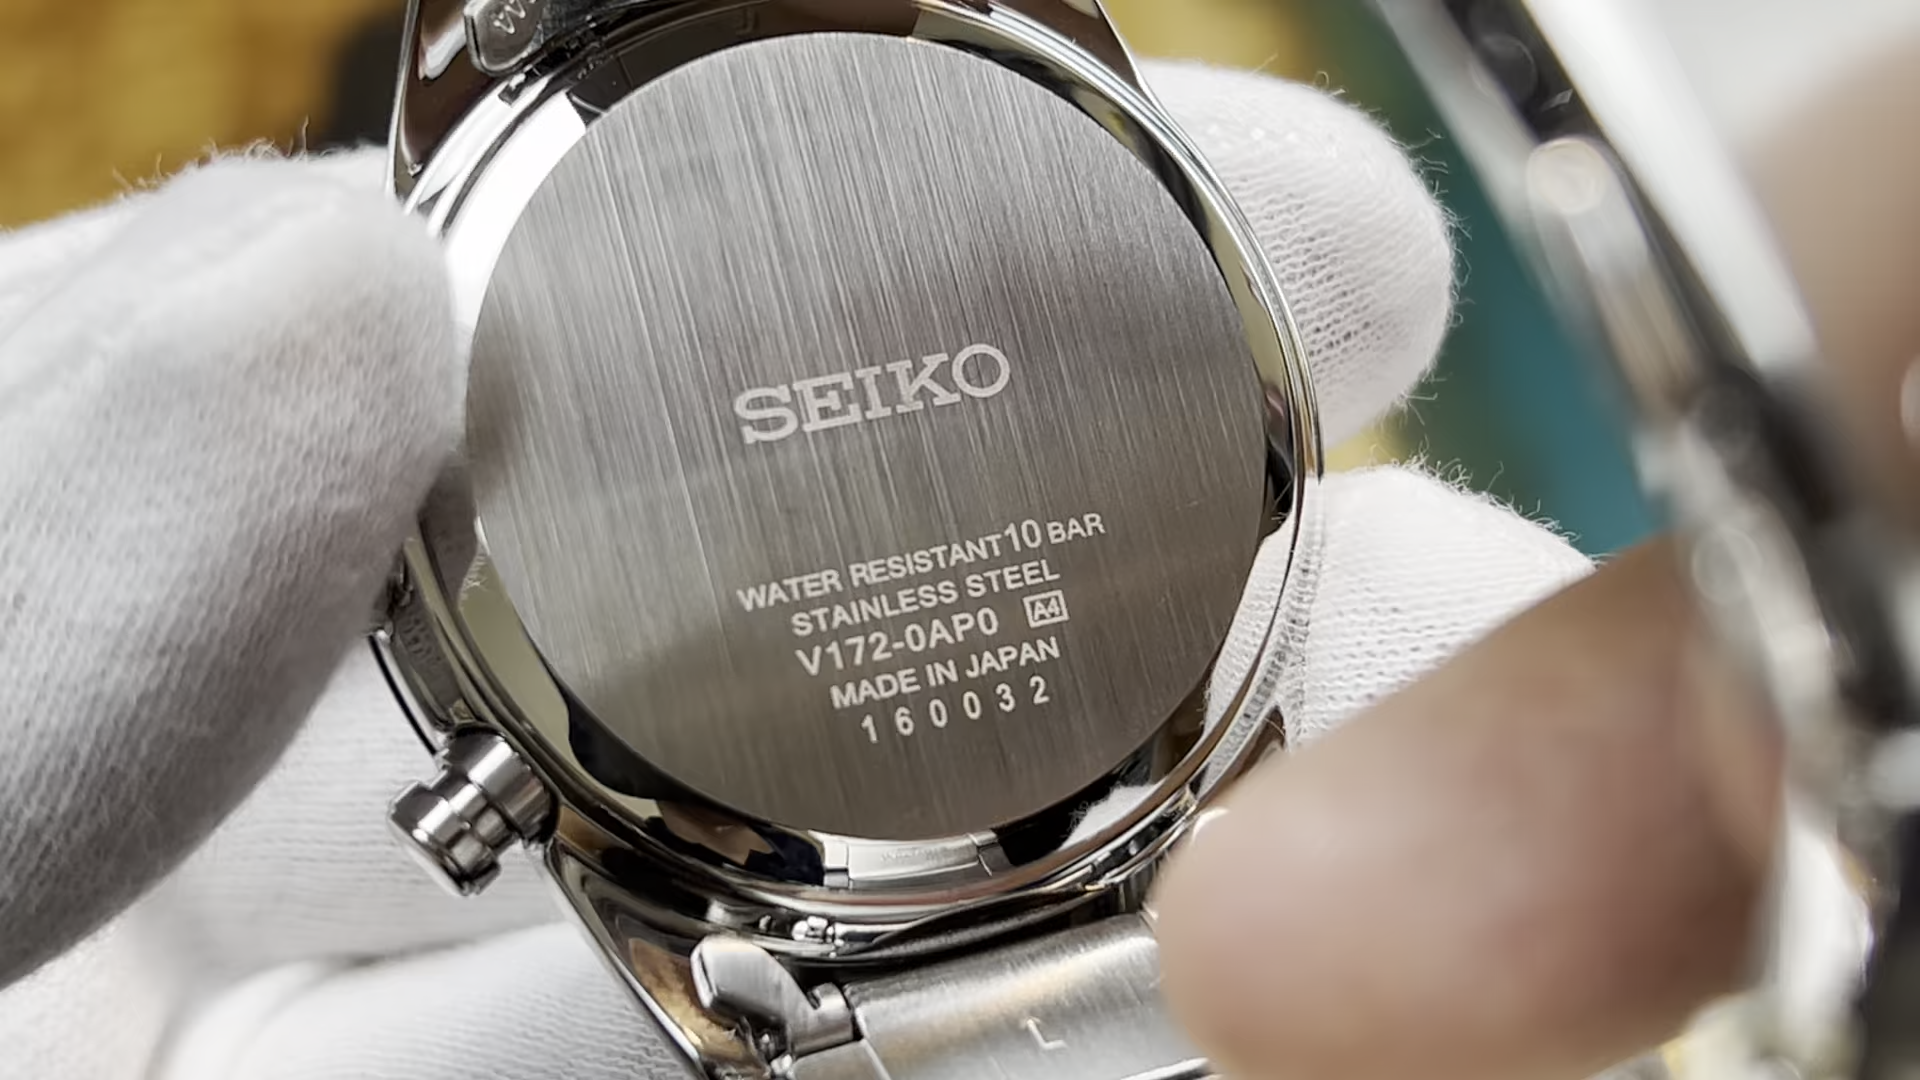 SEIKO
WATER RESISTANT 10 BAR
STAINLESS STEEL
V172-0AP0 A4
MADE IN JAPAN
160032
L